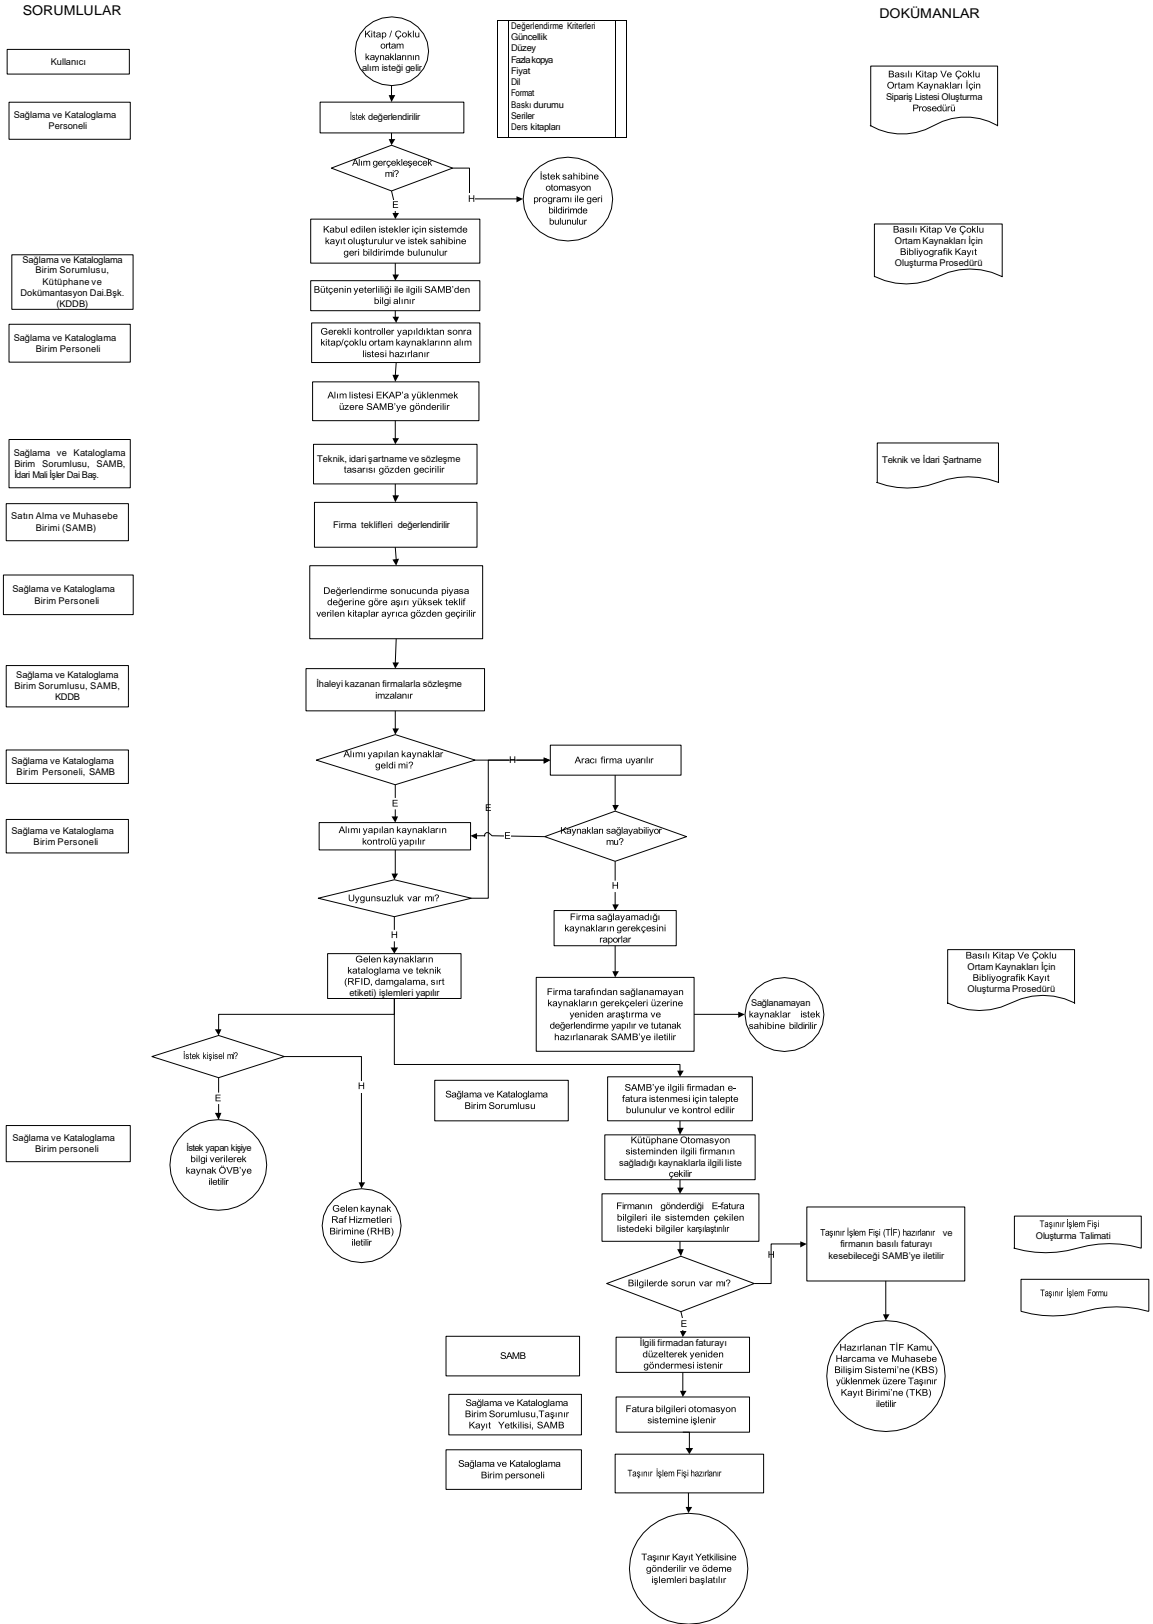 SORUMLULAR
DOKÜMANLAR
Kullanıcı
Kitap / Çoklu
ortam
kaynaklarının
alım isteği gelir
Değerlendirme Kriterleri
Güncellik
Düzey
Fazla kopya
Fiyat
Dil
Format
Baskı durumu
Seriler
Ders kitapları
Basılı Kitap Ve Çoklu
Ortam Kaynakları İçin
Sipariş Listesi Oluşturma
Prosedürü
Sağlama ve Kataloglama
Personeli
İstek değerlendirilir
Alım gerçekleşecek
mi?
H
E
İstek sahibine
otomasyon
programı ile geri
bildirimde
bulunulur
Kabul edilen istekler için sistemde
kayıt oluşturulur ve istek sahibine
geri bildirimde bulunulur
Basılı Kitap Ve Çoklu
Ortam Kaynakları İçin
Bibliyografik Kayıt
Oluşturma Prosedürü
Sağlama ve Kataloglama
Birim Sorumlusu,
Kütüphane ve
Dokümantasyon Dai.Bşk.
(KDDB)
Bütçenin yeterliliği ile ilgili SAMB'den
bilgi alınır
Sağlama ve Kataloglama
Birim Personeli
Gerekli kontroller yapıldıktan sonra
kitap/çoklu ortam kaynaklarınn alım
listesi hazırlanır
Alım listesi EKAP'a yüklenmek
üzere SAMB'ye gönderilir
Sağlama ve Kataloglama
Birim Sorumlusu, SAMB,
İdari Mali İşler Dai Baş.
Teknik, idari şartname ve sözleşme
tasarısı gözden gecirilir
Teknik ve İdari Şartname
Satın Alma ve Muhasebe
Birimi (SAMB)
Firma teklifleri değerlendirilir
Sağlama ve Kataloglama
Birim Personeli
Değerlendirme sonucunda piyasa
değerine göre aşırı yüksek teklif
verilen kitaplar ayrıca gözden geçirilir
Sağlama ve Kataloglama
Birim Sorumlusu, SAMB,
KDDB
İhaleyi kazanan firmalarla sözleşme
imzalanır
Sağlama ve Kataloglama
Birim Personeli, SAMB
Alımı yapılan kaynaklar
geldi mi?
H
Aracı firma uyarılır
E
E
Sağlama ve Kataloglama
Birim Personeli
Alımı yapılan kaynakların
kontrolü yapılır
E
Kaynakları sağlayabiliyor
mu?
H
Uygunsuzluk var mı?
H
Firma sağlayamadığı
kaynakların gerekçesini
raporlar
Gelen kaynakların
kataloglama ve teknik
(RFID, damgalama, sırt
etiketi) işlemleri yapılır
Basılı Kitap Ve Çoklu
Ortam Kaynakları İçin
Bibliyografik Kayıt
Oluşturma Prosedürü
Firma tarafından sağlanamayan
kaynakların gerekçeleri üzerine
yeniden araştırma ve
değerlendirme yapılır ve tutanak
hazırlanarak SAMB'ye iletilir
Sağlanamayan
kaynaklar istek
sahibine bildirilir
İstek kişisel mi?
H
E
Sağlama ve Kataloglama
Birim Sorumlusu
SAMB'ye ilgili firmadan e-
fatura istenmesi için talepte
bulunulur ve kontrol edilir
Sağlama ve Kataloglama
Birim personeli
İstek yapan kişiye
bilgi verilerek
kaynak ÖVB'ye
iletilir
Kütüphane Otomasyon
sisteminden ilgili firmanın
sağladığı kaynaklarla ilgili liste
çekilir
Gelen kaynak
Raf Hizmetleri
Birimine (RHB)
iletilir
Firmanın gönderdiği E-fatura
bilgileri ile sistemden çekilen
listedeki bilgiler karşılaştırılır
Taşınır İşlem Fişi (TİF) hazırlanır ve
firmanın basılı faturayı
kesebileceği SAMB'ye iletilir
Taşınır İşlem Fişi
Oluşturma Talimati
H
Bilgilerde sorun var mı?
E
Taşınır İşlem Formu
SAMB
İlgili firmadan faturayı
düzelterek yeniden
göndermesi istenir
Hazırlanan TİF Kamu
Harcama ve Muhasebe
Bilişim Sistemi'ne (KBS)
yüklenmek üzere Taşınır
Kayıt Birimi'ne (TKB)
iletilir
Sağlama ve Kataloglama
Birim Sorumlusu,Taşınır
Kayıt Yetkilisi, SAMB
Fatura bilgileri otomasyon
sistemine işlenir
Sağlama ve Kataloglama
Birim personeli
Taşınır İşlem Fişi hazırlanır
Taşınır Kayıt Yetkilisine
gönderilir ve ödeme
işlemleri başlatılır